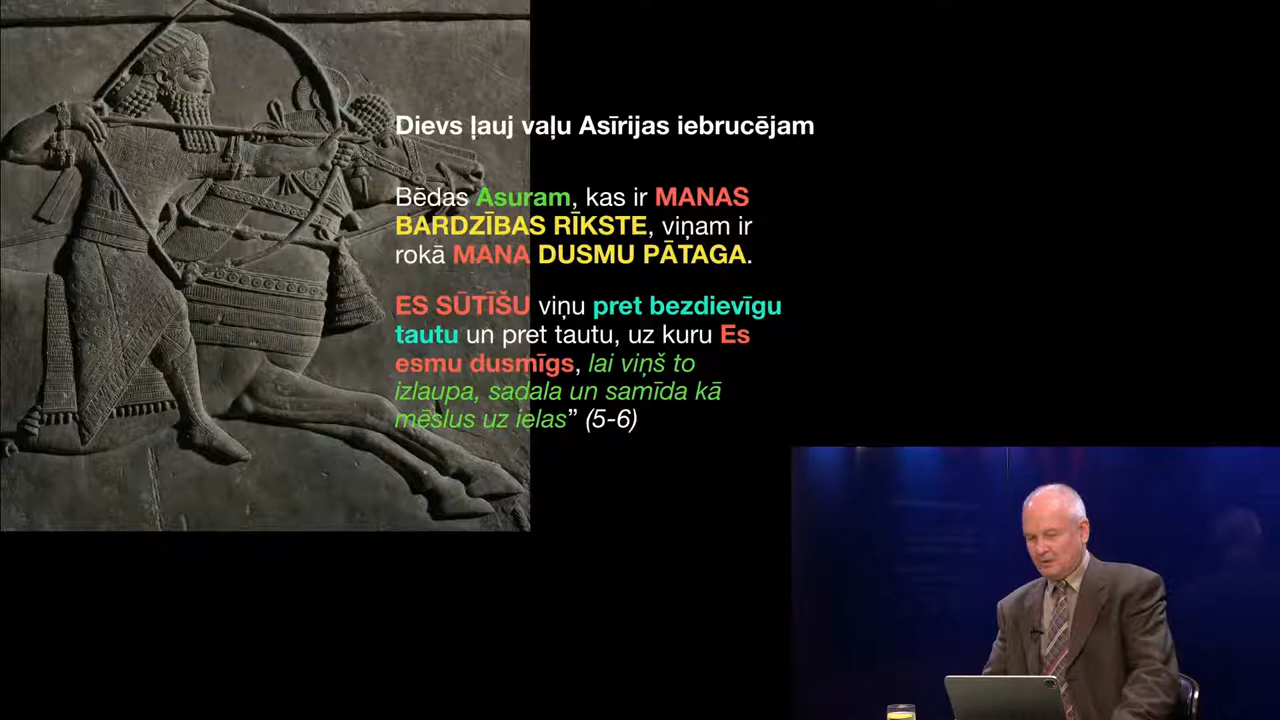 Dievs ļauj vaļu Asīrijas iebrucējam
Bēdas Asuram, kas ir MANAS
BARDZĪBAS RĪKSTE, viņam ir
rokā MANA DUSMU PĀTAGA.
ES SŪTĪŠU viņu pret bezdievīgu
tautu un pret tautu, uz kuru Es
esmu dusmīgs, lai viņš to
izlaupa, sadala un samīda kā
mēslus uz ielas” (5-6)